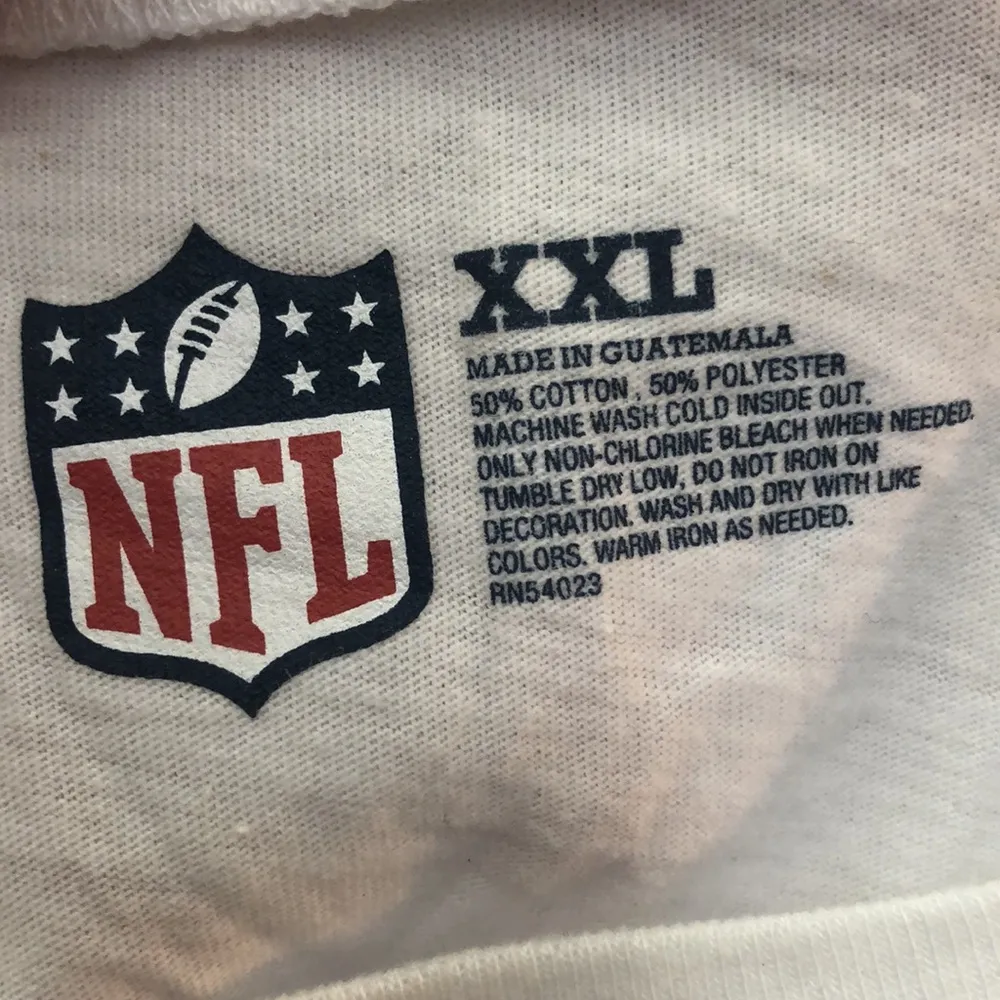 NFL
XXL
MADE IN GUATEMALA
50% COTTON, 50% POLYESTER
MACHINE WASH COLD INSIDE OUT.
ONLY NON-CHLORINE BLEACH WHEN NEEDED.
TUMBLE DRY LOW, DO NOT IRON ON
DECORATION. WASH AND DRY WITH LIKE
COLORS. WARM IRON AS NEEDED.
RN54023